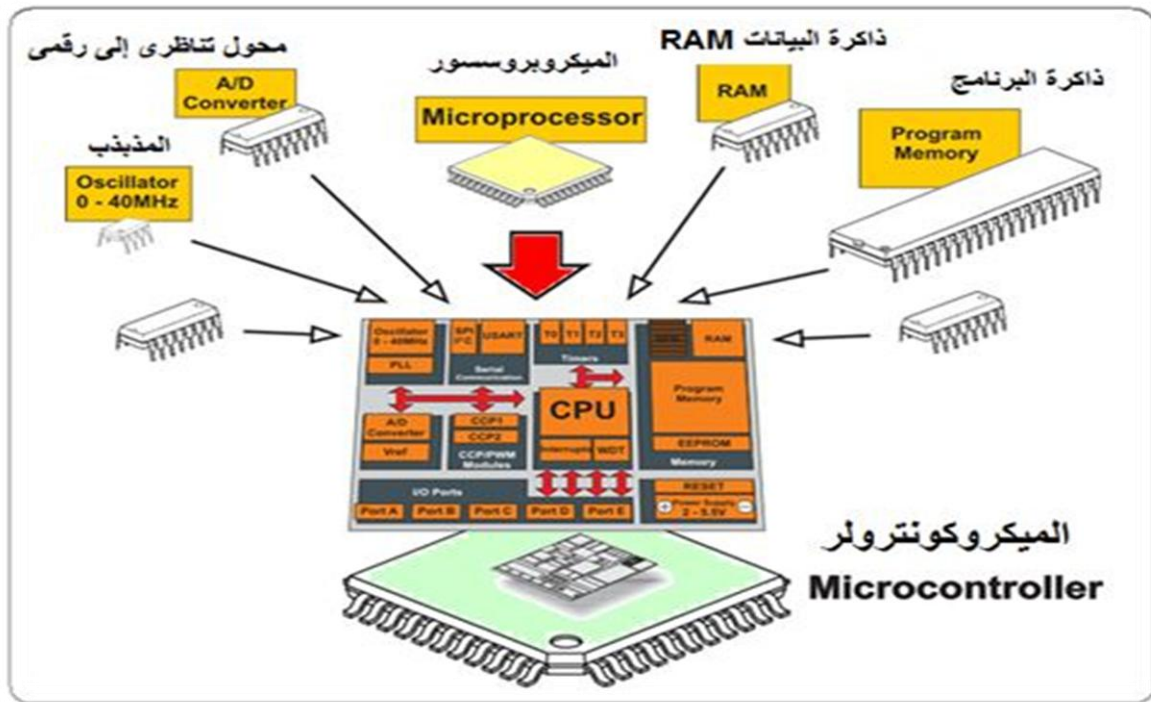 محول تناظرى إلى رقمى
A/D
Converter
الميكروبروسسور
Microprocessor
ذاكرة البيانات RAM
RAM
ذاكرة البرنامج
Program
Memory
المذبذب
Oscillator
0 - 40MHz
Oscillator
0 - 40MHz
PLL
SPI
I²C
USART
Serial
Communication
T0 T1 T2 T3
Timers
RAM
Program
Memory
EEPROM
Memory
A/D
Converter
Vref
CCP1
CCP2
CCP/PWM
Modules
CPU
Interrupts
WDT
I/O Ports
Port A Port B Port C Port D Port E
RESET
Power Supply
2 - 5.5V
الميكروكونترولر
Microcontroller